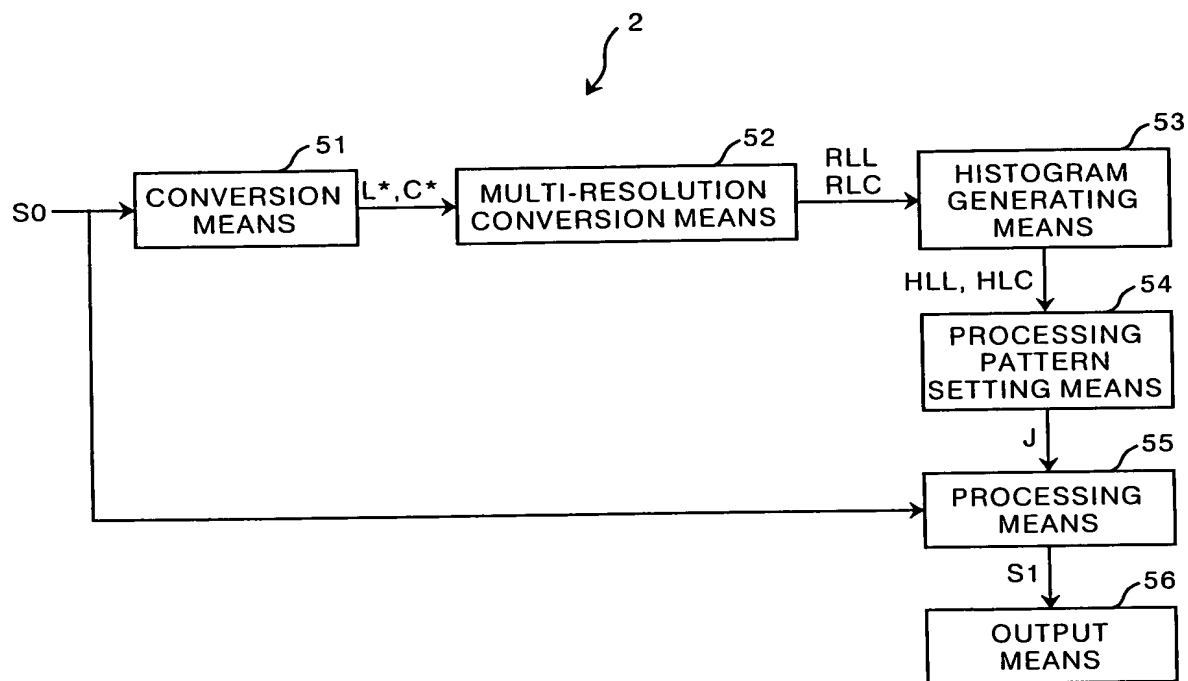 2
51
52
53
S0
CONVERSION
MEANS
L*,C*
MULTI-RESOLUTION
CONVERSION MEANS
RLL
RLC
HISTOGRAM
GENERATING
MEANS
HLL, HLC
54
PROCESSING
PATTERN
SETTING MEANS
J
55
PROCESSING
MEANS
S1
56
OUTPUT
MEANS